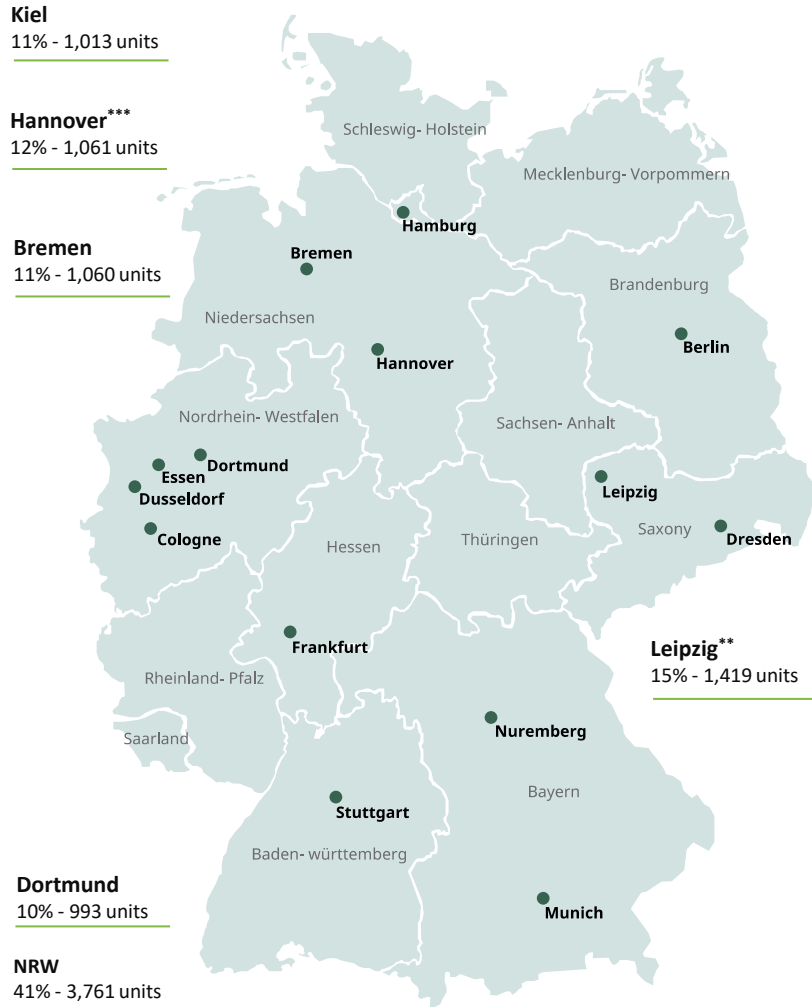 Kiel
11% - 1,013 units
Hannover***
12% - 1,061 units
Bremen
11% - 1,060 units
Schleswig- Holstein
Mecklenburg- Vorpommern
Hamburg
Bremen
Brandenburg
Niedersachsen
Berlin
Hannover
Nordrhein- Westfalen
Sachsen- Anhalt
Dortmund
Essen
Dusseldorf
Leipzig
Cologne
Hessen
Thüringen
Saxony
Dresden
Frankfurt
Leipzig**
15% - 1,419 units
Rheinland- Pfalz
Saarland
Nuremberg
Bayern
Stuttgart
Baden- württemberg
Munich
Dortmund
10% - 993 units
NRW
41% - 3,761 units